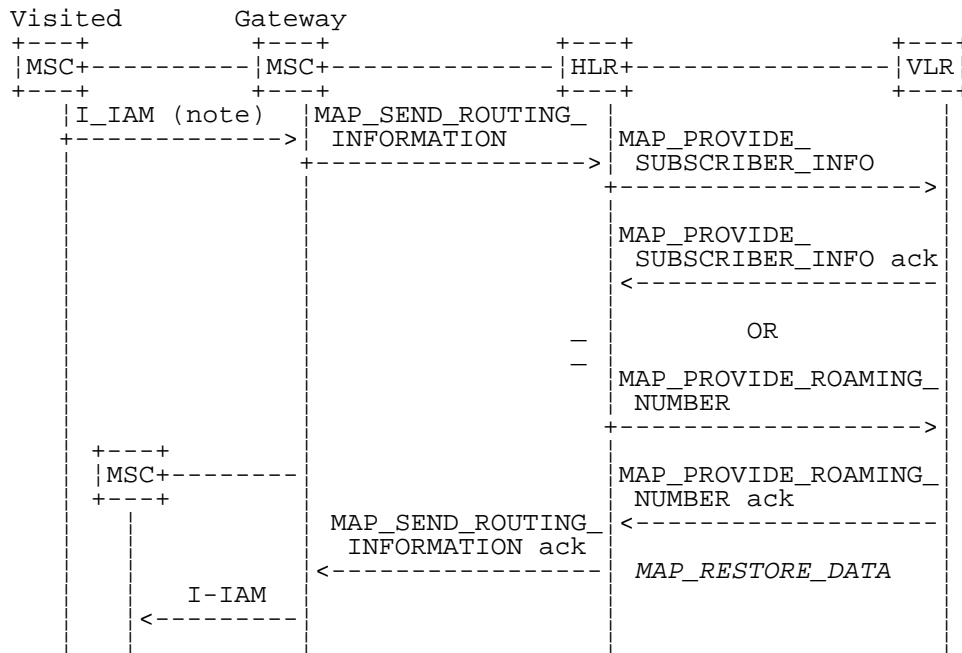 Visited Gateway
MSC MSC HLR VLR
I_IAM (note) MAP_SEND_ROUTING_
INFORMATION MAP_PROVIDE_
SUBSCRIBER_INFO
MAP_PROVIDE_
SUBSCRIBER_INFO ack
OR
MAP_PROVIDE_ROAMING_
NUMBER
MSC MAP_PROVIDE_ROAMING_
NUMBER ack
MAP_SEND_ROUTING_
INFORMATION ack
MAP_RESTORE_DATA
I-IAM